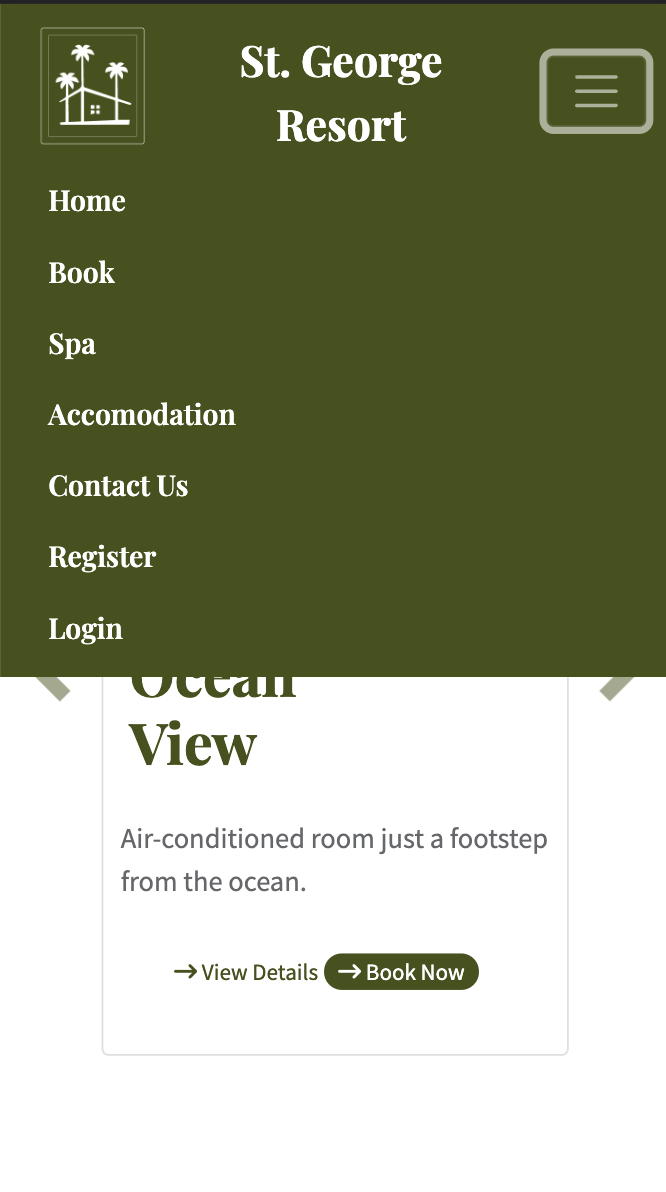 St. George
Resort
Home
Book
Spa
Accomodation
Contact Us
Register
Login
Ocean
View
Air-conditioned room just a footstep
from the ocean.
View Details
Book Now